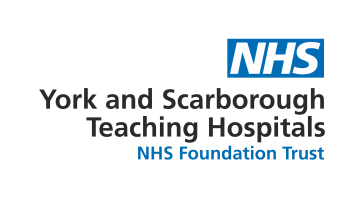 NHS
York and Scarborough
Teaching Hospitals
NHS Foundation Trust